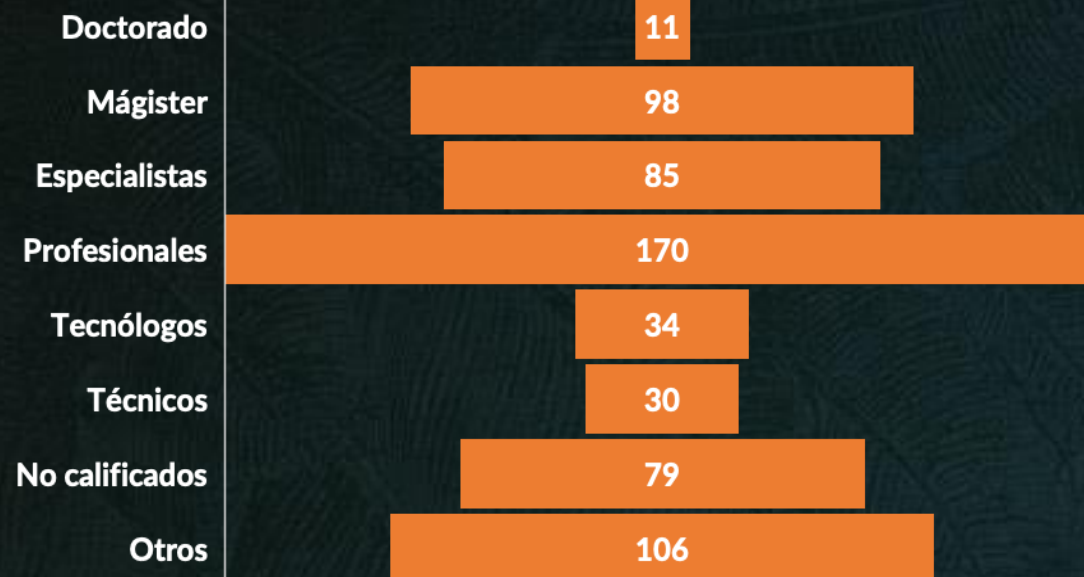 Doctorado 11
Mágister 98
Especialistas 85
Profesionales 170
Tecnólogos 34
Técnicos 30
No calificados 79
Otros 106